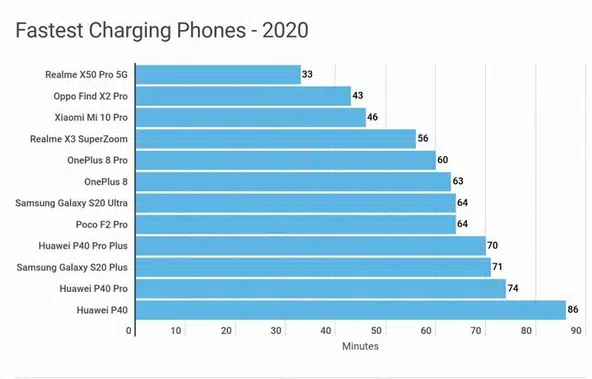 Fastest Charging Phones - 2020
Realme X50 Pro 5G 33
Oppo Find X2 Pro 43
Xiaomi Mi 10 Pro 46
Realme X3 SuperZoom 56
OnePlus 8 Pro 60
OnePlus 8 63
Samsung Galaxy S20 Ultra 64
Poco F2 Pro 64
Huawei P40 Pro Plus 70
Samsung Galaxy S20 Plus 71
Huawei P40 Pro 74
Huawei P40 86
0 10 20 30 40 50 60 70 80 90
Minutes